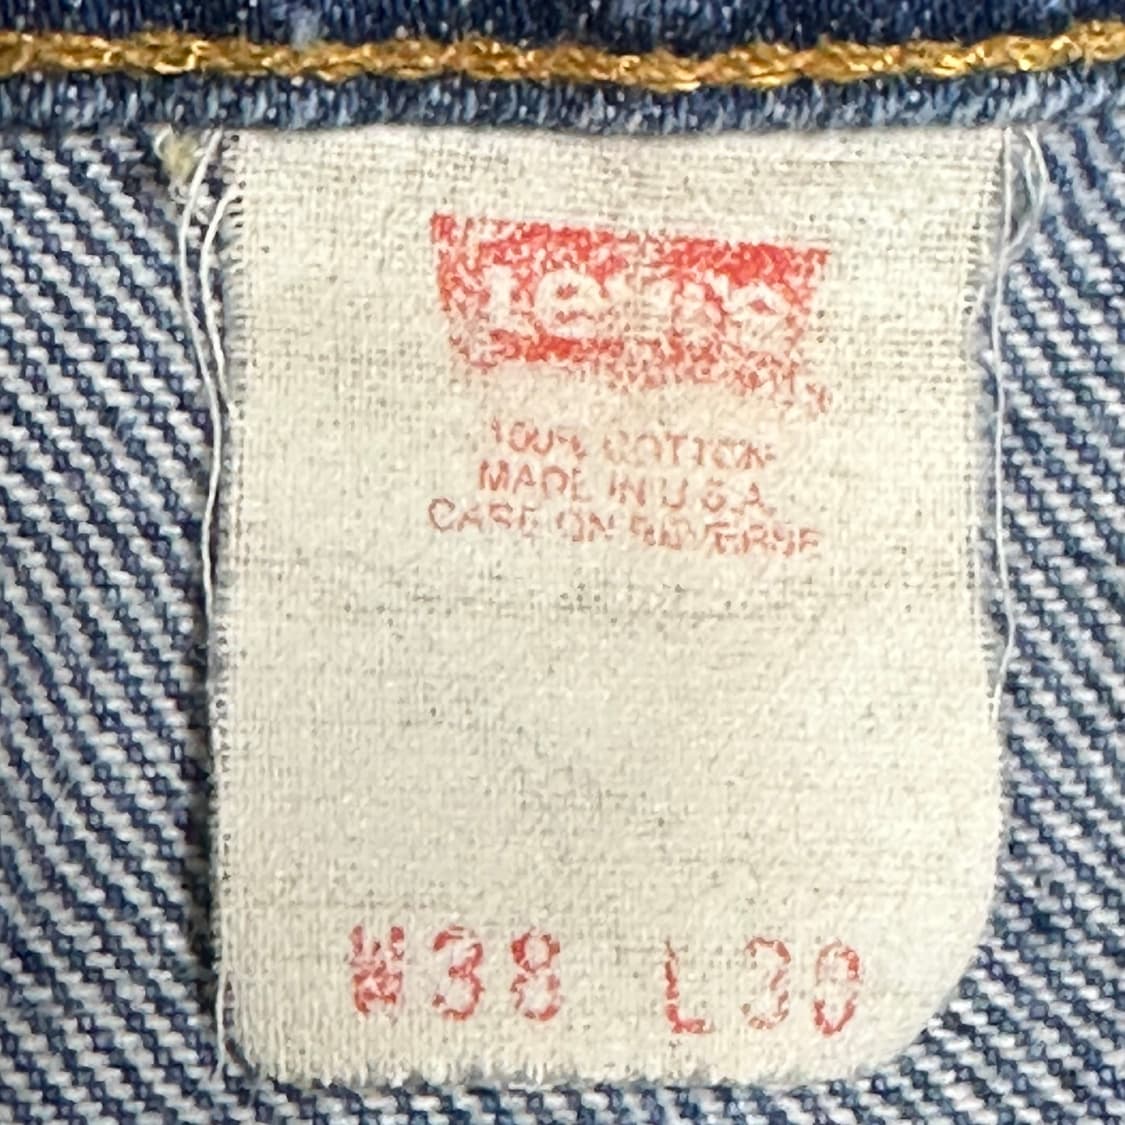 Levi's
100% COTTON
MADE IN U.S.A.
CARE ON REVERSE
W38 L30